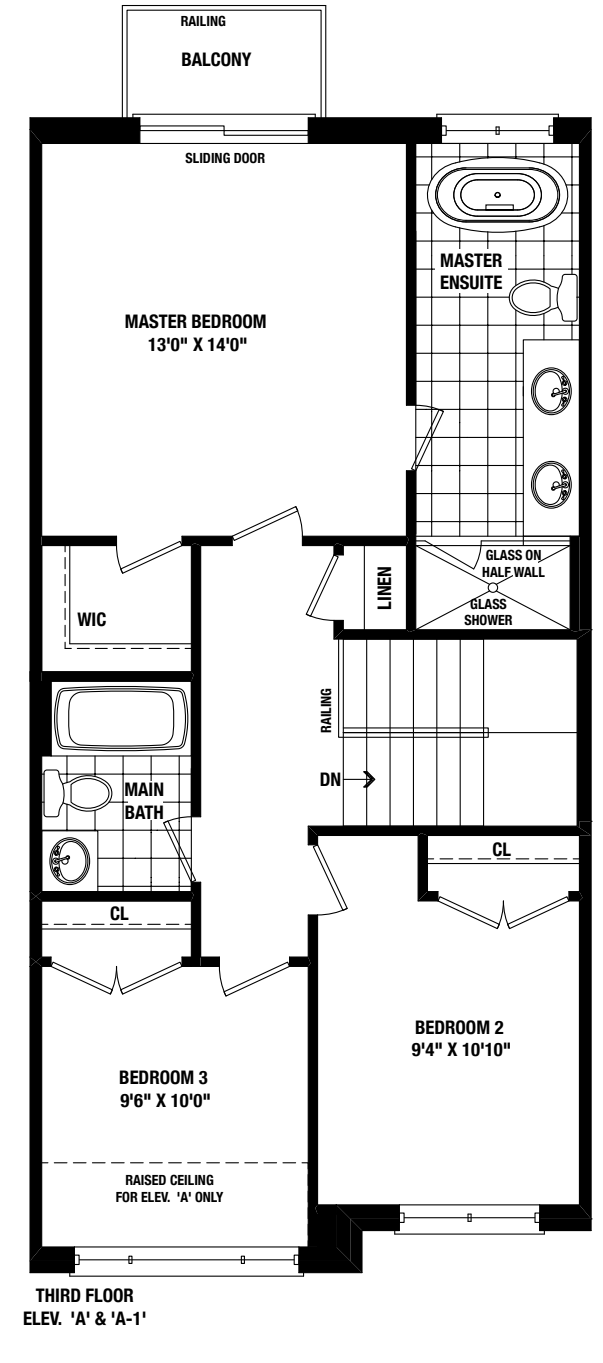 RAILING
BALCONY
SLIDING DOOR
MASTER
ENSUITE
MASTER BEDROOM
13'0" X 14'0"
GLASS ON
HALF WALL
LINEN
GLASS
SHOWER
WIC
RAILING
DN
MAIN
BATH
CL
CL
BEDROOM 2
9'4" X 10'10"
BEDROOM 3
9'6" X 10'0"
RAISED CEILING
FOR ELEV. 'A' ONLY
THIRD FLOOR
ELEV. 'A' & 'A-1'